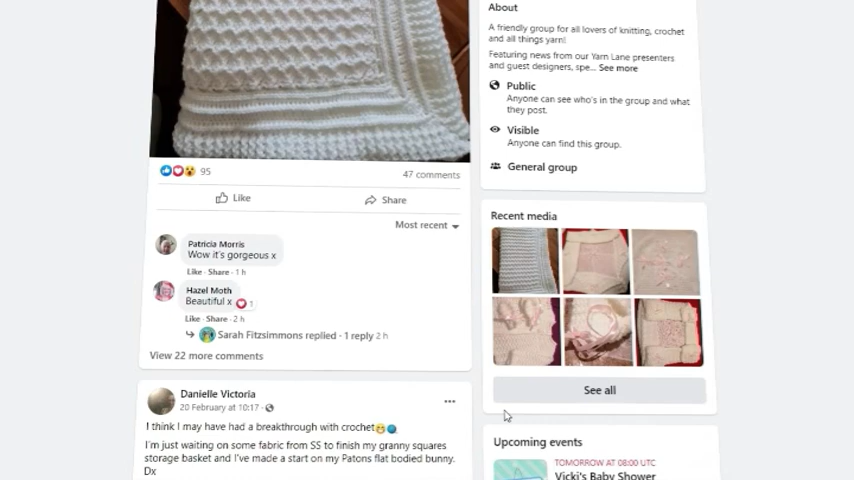 95
47 comments
Like
Share
Most recent
Patricia Morris
Wow it's gorgeous x
Like · Share · 1 h
Hazel Moth
Beautiful x
1
Like · Share · 2 h
Sarah Fitzsimmons replied · 1 reply 2 h
View 22 more comments
Danielle Victoria
20 February at 10:17 ·
I think I may have had a breakthrough with crochet
I'm just waiting on some fabric from SS to finish my granny squares
storage basket and I've made a start on my Patons flat bodied bunny.
Dx
About
A friendly group for all lovers of knitting, crochet
and all things yarn!
Featuring news from our Yarn Lane presenters
and guest designers, spe... See more
Public
Anyone can see who's in the group and what
they post.
Visible
Anyone can find this group.
General group
Recent media
See all
Upcoming events
TOMORROW AT 08:00 UTC
Vicki's Baby Shower